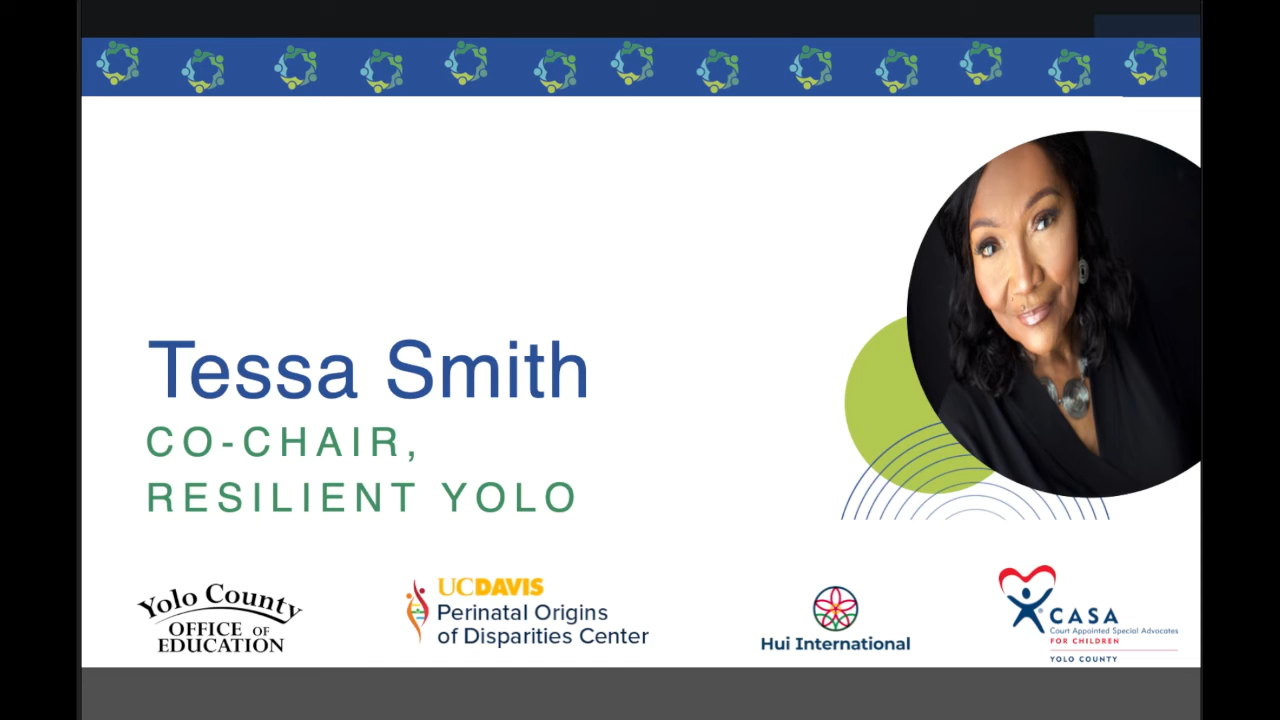 Tessa Smith
CO-CHAIR,
RESILIENT YOLO
Yolo County
OFFICE OF
EDUCATION
UCDAVIS
Perinatal Origins
of Disparities Center
Hui International
CASA
Court Appointed Special Advocates
FOR CHILDREN
YOLO COUNTY